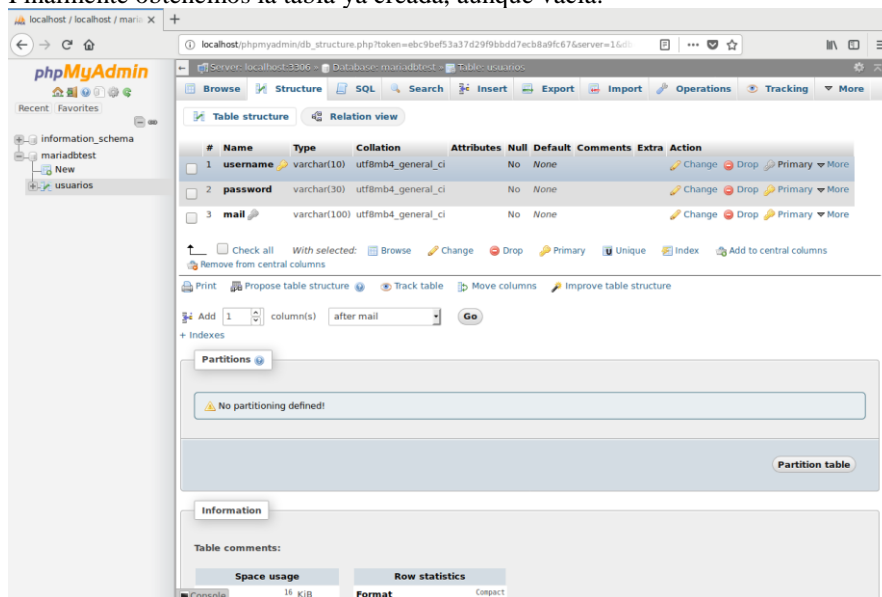 Finalmente obtenemos la tabla ya creada, aunque vacía.
localhost / localhost / maria
localhost/phpmyadmin/db_structure.php?token=ebc9bef53a37d29f9bbdd7ecb8a9fc67&server=1&db
phpMyAdmin
Recent Favorites
information_schema
mariadbtest
New
usuarios
Server: localhost:3306 » Database: mariadbtest » Table: usuarios
Browse Structure SQL Search Insert Export Import Operations Tracking More
Table structure Relation view
# Name Type Collation Attributes Null Default Comments Extra Action
1 username varchar(10) utf8mb4_general_ci No None Change Drop Primary More
2 password varchar(30) utf8mb4_general_ci No None Change Drop Primary More
3 mail varchar(100) utf8mb4_general_ci No None Change Drop Primary More
Check all With selected: Browse Change Drop Primary Unique Index Add to central columns
Remove from central columns
Print Propose table structure Track table Move columns Improve table structure
Add 1 column(s) after mail Go
+ Indexes
Partitions
No partitioning defined!
Partition table
Information
Table comments:
Space usage Row statistics
Console 16 KiB Format Compact